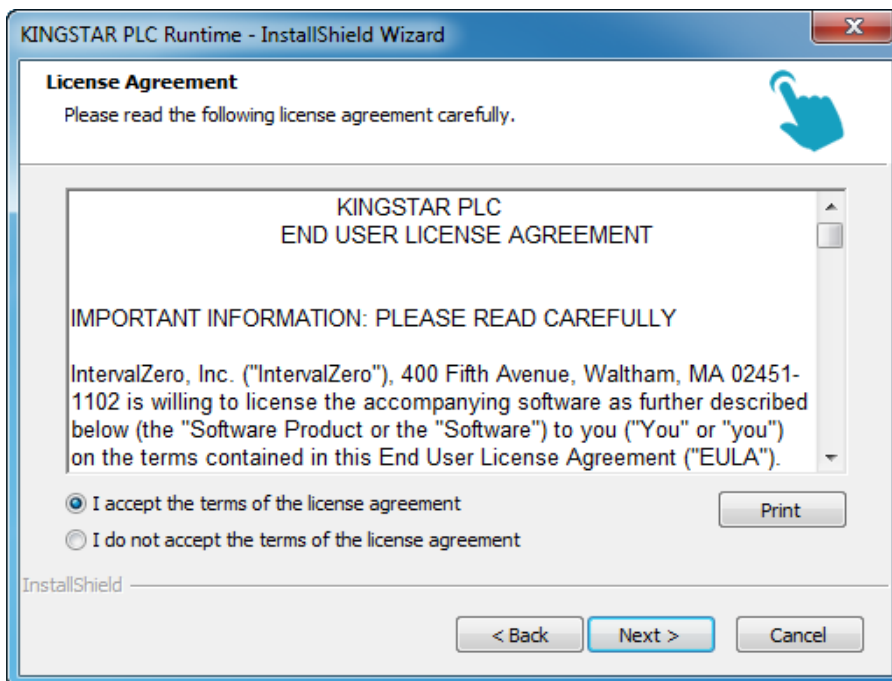 KINGSTAR PLC Runtime - InstallShield Wizard
License Agreement
Please read the following license agreement carefully.
KINGSTAR PLC
END USER LICENSE AGREEMENT
IMPORTANT INFORMATION: PLEASE READ CAREFULLY
IntervalZero, Inc. ("IntervalZero"), 400 Fifth Avenue, Waltham, MA 02451-
1102 is willing to license the accompanying software as further described
below (the "Software Product or the "Software") to you ("You" or "you")
on the terms contained in this End User License Agreement ("EULA").
I accept the terms of the license agreement
Print
I do not accept the terms of the license agreement
InstallShield
< Back
Next >
Cancel